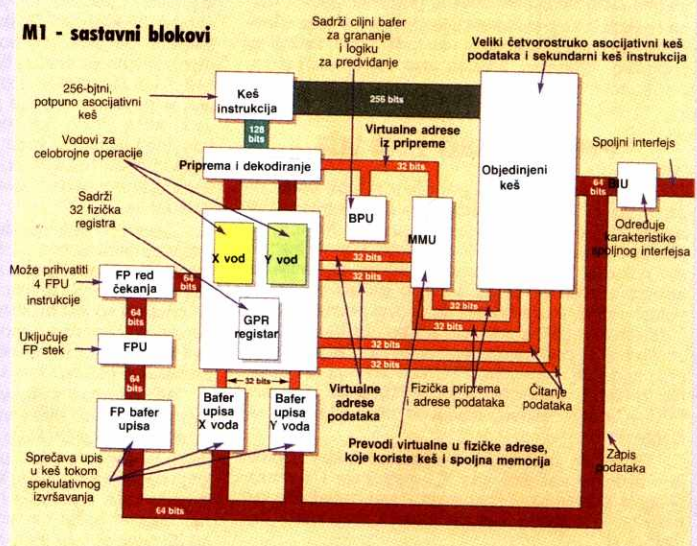 M1 - sastavni blokovi
Sadrži ciljni bafer
za grananje
i logiku
za predviđanje
Veliki četvorostruko asocijativni keš
podataka i sekundarni keš instrukcija
256-bjtni,
potpuno asocijativni
keš
Keš
instrukcija
256 bits
128
bits
Vodovi za
celobrojne operacije
Virtualne adrese
iz pripreme
Spoljni interfejs
Priprema i dekodiranje
32 bits
Objedinjeni
keš
64
bits
BIU
Sadrži
32 fizička
registra
BPU
MMU
Određuje
karakteristike
spoljnog interfejsa
X vod
Y vod
32 bits
32 bits
Može prihvatiti
4 FPU
instrukcije
FP red
čekanja
64
bits
GPR
registar
32 bits
32 bits
64
bits
Uključuje
FP stek
FPU
32 bits
32 bits
64
bits
32 bits
Virtualne
adrese
podataka
Fizička priprema
i adrese podataka
Čitanje
podataka
FP bafer
upisa
Bafer
upisa
X voda
Bafer
upisa
Y voda
Prevodi virtualne u fizičke adrese,
koje koriste keš i spoljna memorija
Sprečava upis
u keš tokom
spekulativnog
izvršavanja
Zapis
podataka
64 bits